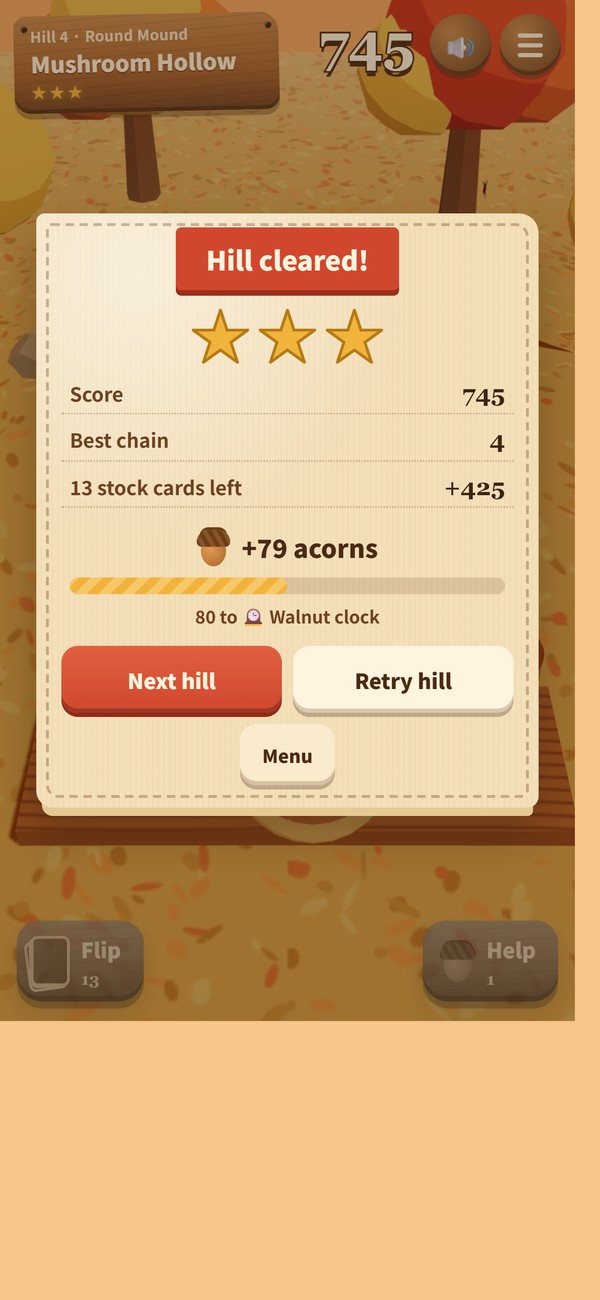 Hill 4 · Round Mound
Mushroom Hollow
745
Hill cleared!
Score 745
Best chain 4
13 stock cards left +425
+79 acorns
80 to Walnut clock
Next hill Retry hill
Menu
Flip
13
Help
1